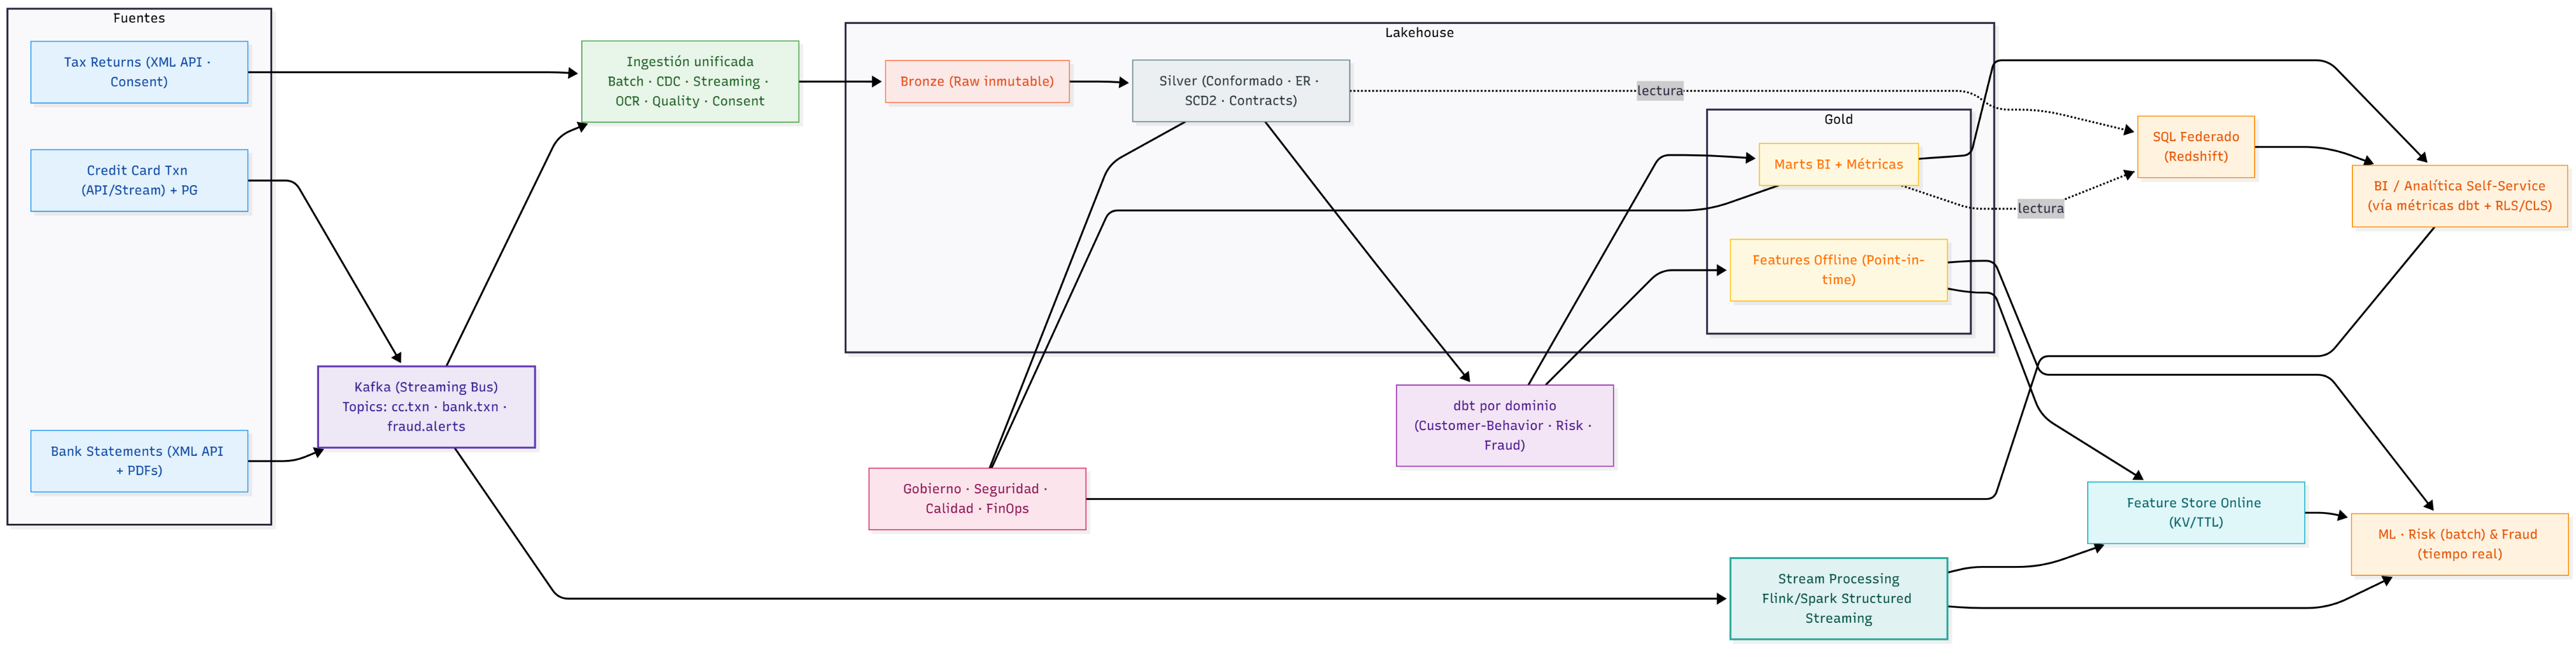 Fuentes
Tax Returns (XML API ·
Consent)
Credit Card Txn
(API/Stream) + PG
Bank Statements (XML API
+ PDFs)
Kafka (Streaming Bus)
Topics: cc.txn · bank.txn ·
fraud.alerts
Ingestión unificada
Batch · CDC · Streaming ·
OCR · Quality · Consent
Lakehouse
Bronze (Raw inmutable)
Silver (Conformado · ER ·
SCD2 · Contracts)
lectura
Gold
Marts BI + Métricas
Features Offline (Point-in-
time)
lectura
dbt por dominio
(Customer-Behavior · Risk ·
Fraud)
Gobierno · Seguridad ·
Calidad · FinOps
Stream Processing
Flink/Spark Structured
Streaming
SQL Federado
(Redshift)
BI / Analítica Self-Service
(vía métricas dbt + RLS/CLS)
Feature Store Online
(KV/TTL)
ML · Risk (batch) & Fraud
(tiempo real)